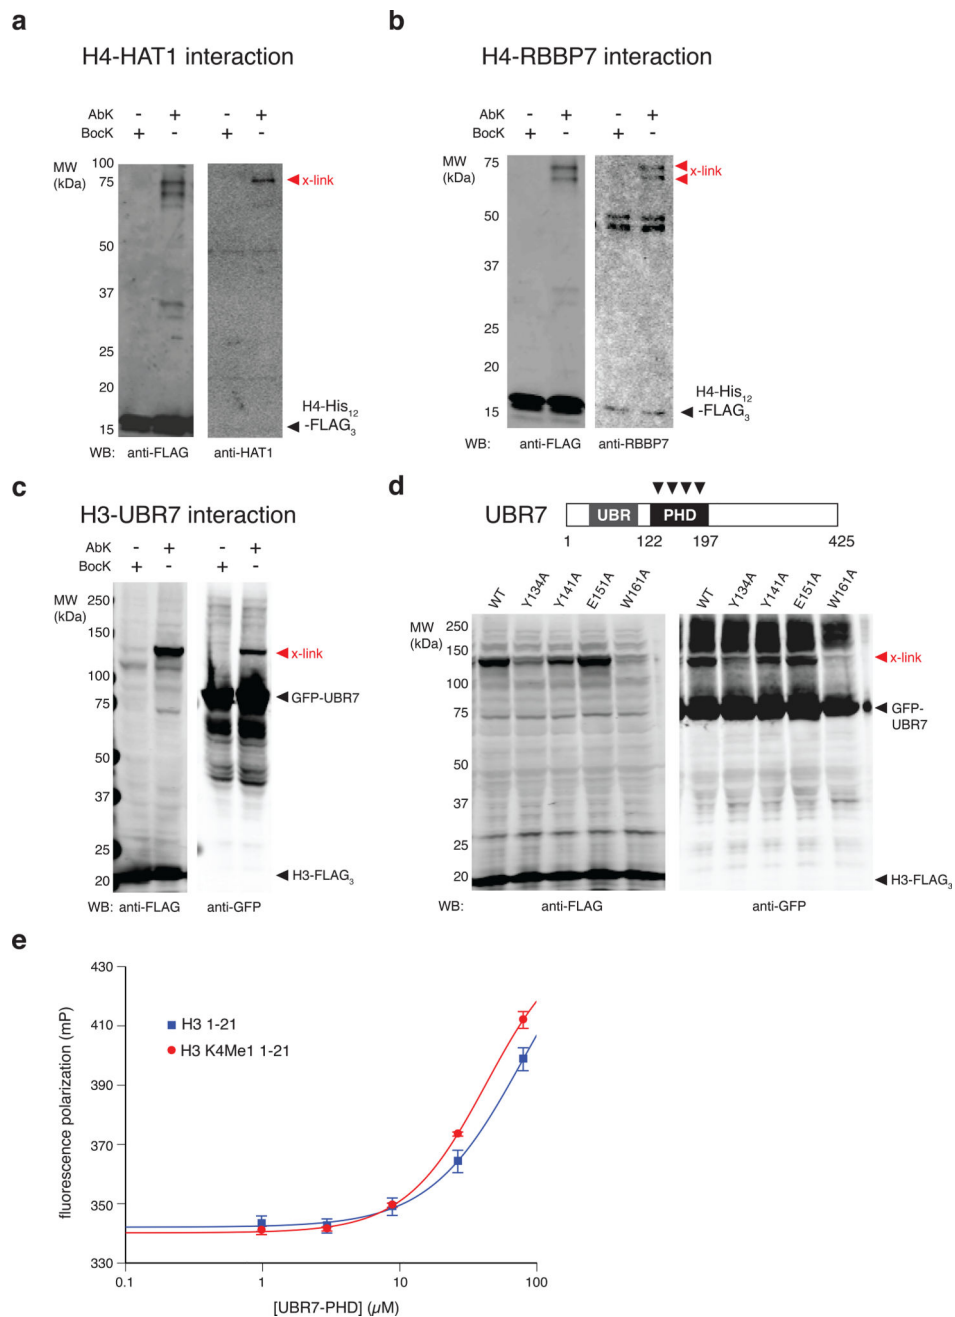 a
H4-HAT1 interaction
AbK - + - +
BocK + - + -
MW
(kDa)
100
75
50
37
25
20
15
x-link
H4-His12
-FLAG3
WB: anti-FLAG anti-HAT1
b
H4-RBBP7 interaction
AbK - + - +
BocK + - + -
MW
(kDa)
75
50
37
25
20
15
x-link
H4-His12
-FLAG3
WB: anti-FLAG anti-RBBP7
c
H3-UBR7 interaction
AbK - + - +
BocK + - + -
MW
(kDa)
250
150
100
75
50
37
25
20
x-link
GFP-UBR7
H3-FLAG3
WB: anti-FLAG anti-GFP
d
UBR7 UBR PHD
1 122 197 425
WT Y134A Y141A E151A W161A WT Y134A Y141A E151A W161A
MW
(kDa)
250
150
100
75
50
37
25
20
x-link
GFP-
UBR7
H3-FLAG3
WB: anti-FLAG anti-GFP
e
fluorescence polarization (mP)
430
410
390
370
350
330
H3 1-21
H3 K4Me1 1-21
0.1 1 10 100
[UBR7-PHD] (µM)